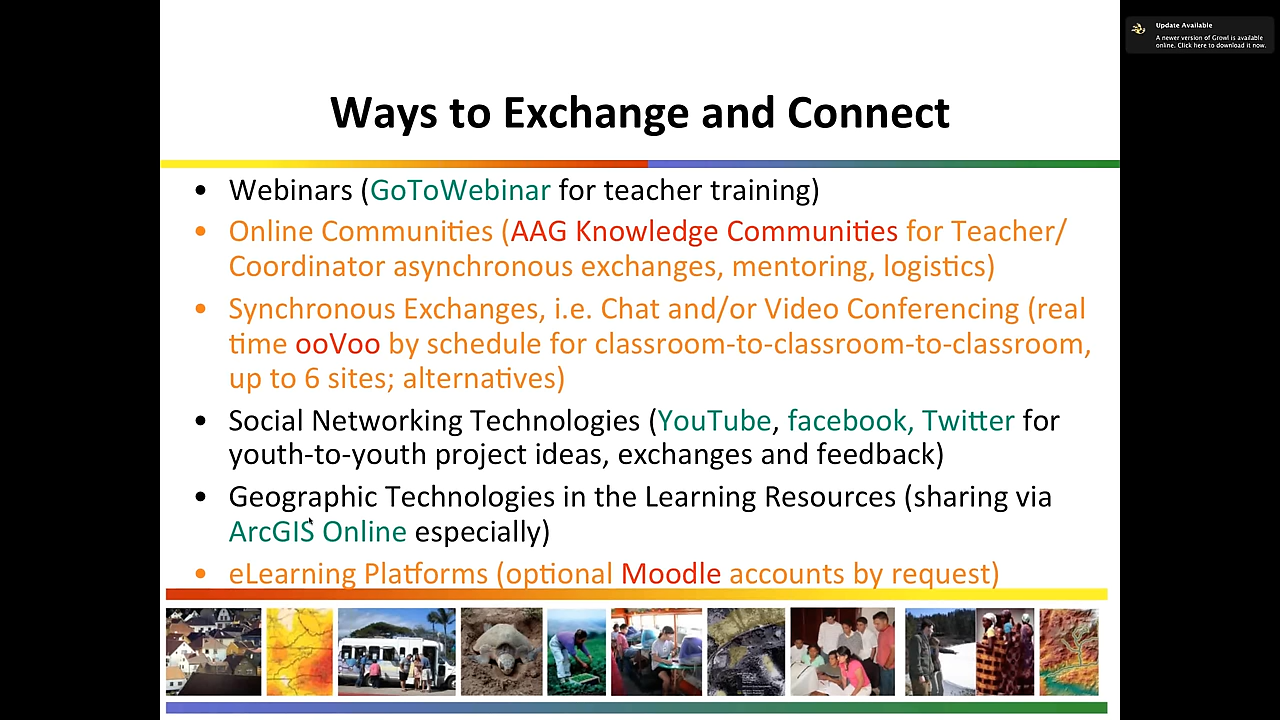 Update Available
A newer version of Growl is available
online. Click here to download it now.
Ways to Exchange and Connect
• Webinars (GoToWebinar for teacher training)
• Online Communities (AAG Knowledge Communities for Teacher/
Coordinator asynchronous exchanges, mentoring, logistics)
• Synchronous Exchanges, i.e. Chat and/or Video Conferencing (real
time ooVoo by schedule for classroom-to-classroom-to-classroom,
up to 6 sites; alternatives)
• Social Networking Technologies (YouTube, facebook, Twitter for
youth-to-youth project ideas, exchanges and feedback)
• Geographic Technologies in the Learning Resources (sharing via
ArcGIS Online especially)
• eLearning Platforms (optional Moodle accounts by request)